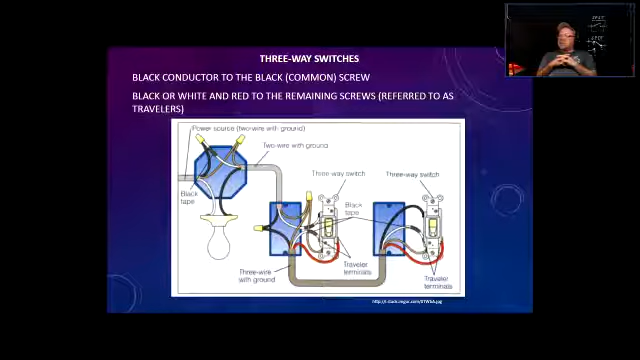 THREE-WAY SWITCHES
BLACK CONDUCTOR TO THE BLACK (COMMON) SCREW
BLACK OR WHITE AND RED TO THE REMAINING SCREWS (REFERRED TO AS
TRAVELERS)
Power source (two-wire with ground)
Two-wire with ground
Three-way switch
Three-way switch
Black
tape
Black
tape
Traveler
terminals
Three-wire
with ground
Traveler
terminals